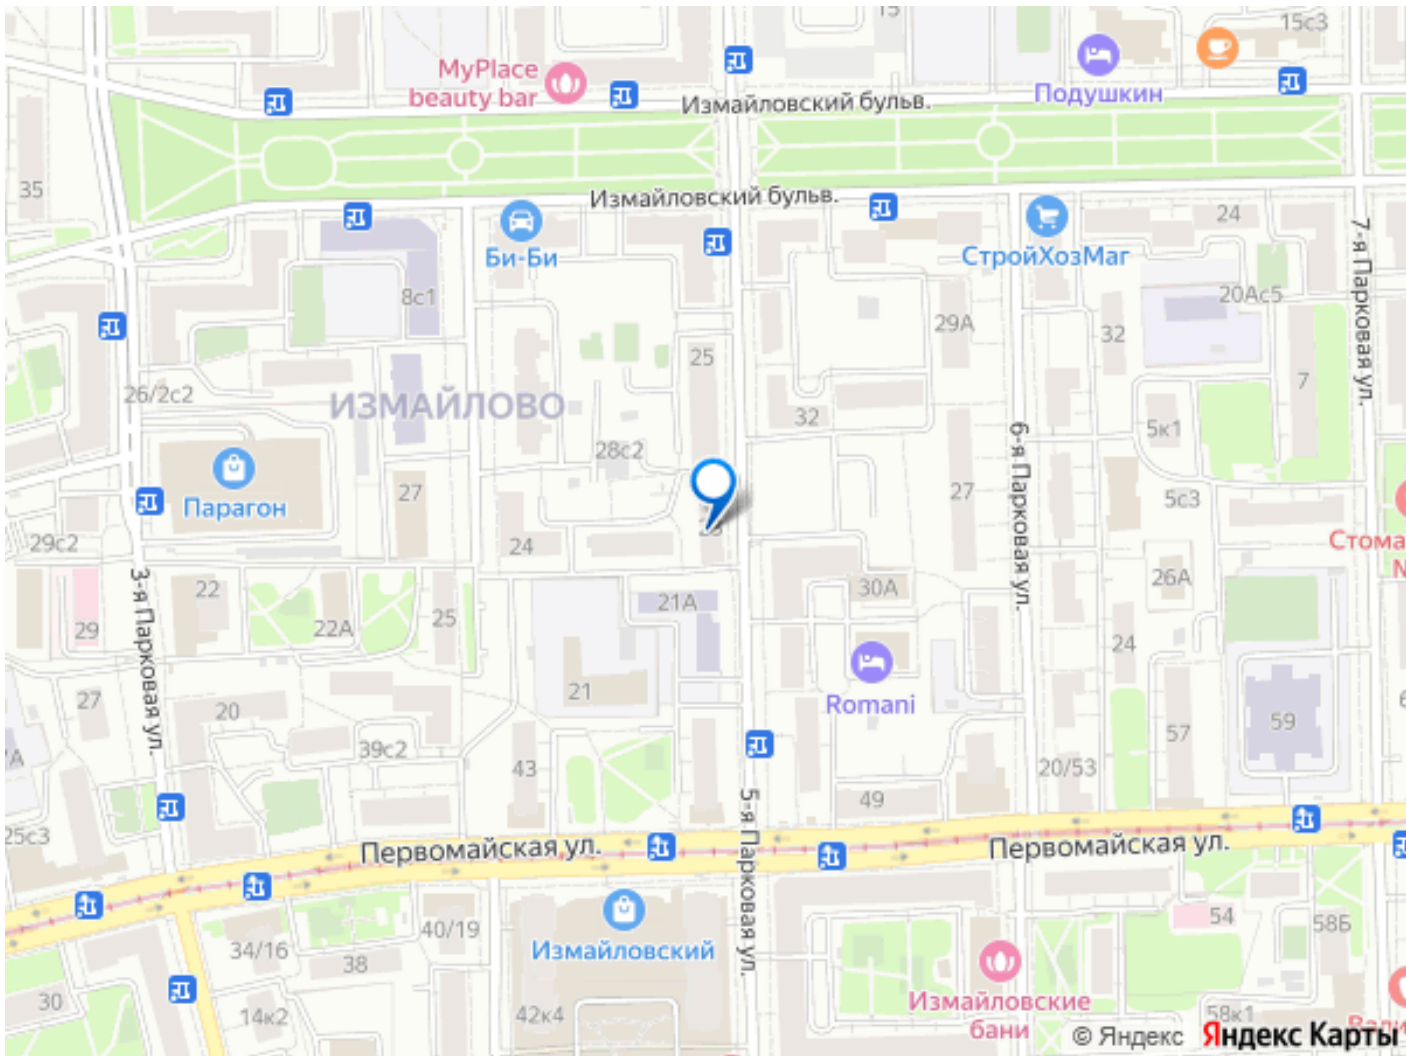 15
15с3
MyPlace
beauty bar
Подушкин
Измайловский бульв.
35
Измайловский бульв.
24
7-я Парковая ул.
Би-Би
СтройХозМаг
8с1
20Ас5
29А
32
25
7
26/2с2
ИЗМАЙЛОВО
32
6-я Парковая ул.
5к1
28с2
27
27
5с3
Парагон
29с2
24
Стома
3-я Парковая ул.
22
30А
26А
29
22А
25
21А
24
27
20
21
Romani
59
57
39с2
43
20/53
49
5-я Парковая ул.
25с3
Первомайская ул.
Первомайская ул.
5-я Парковая ул.
34/16
40/19
54
58Б
38
Измайловский
30
14к2
42к4
Измайловские
бани
58к1
© Яндекс
Яндекс Карты